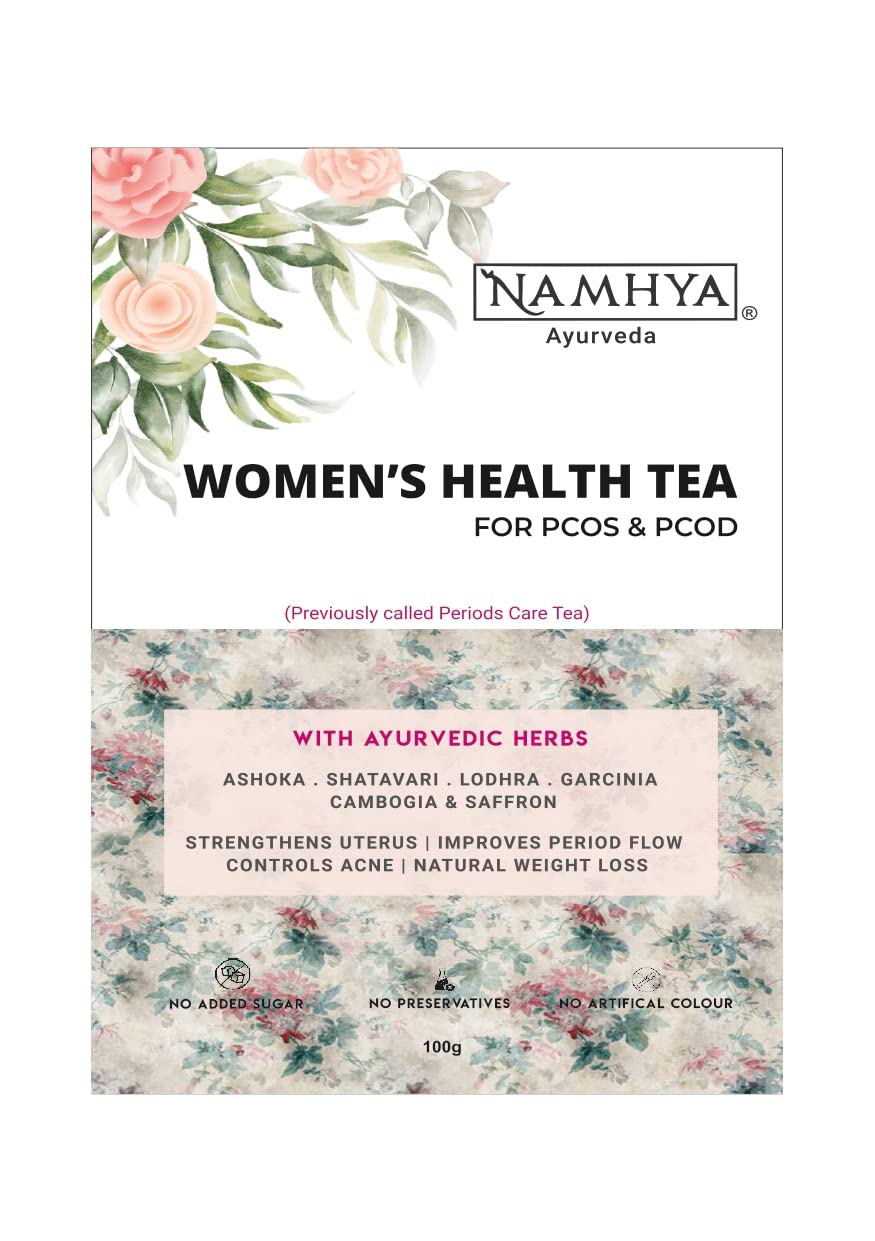 NAMHYA®
Ayurveda
WOMEN'S HEALTH TEA
FOR PCOS & PCOD
(Previously called Periods Care Tea)
WITH AYURVEDIC HERBS
ASHOKA . SHATAVARI . LODHRA . GARCINIA
CAMBOGIA & SAFFRON
STRENGTHENS UTERUS | IMPROVES PERIOD FLOW
CONTROLS ACNE | NATURAL WEIGHT LOSS
NO ADDED SUGAR
NO PRESERVATIVES
NO ARTIFICAL COLOUR
100g